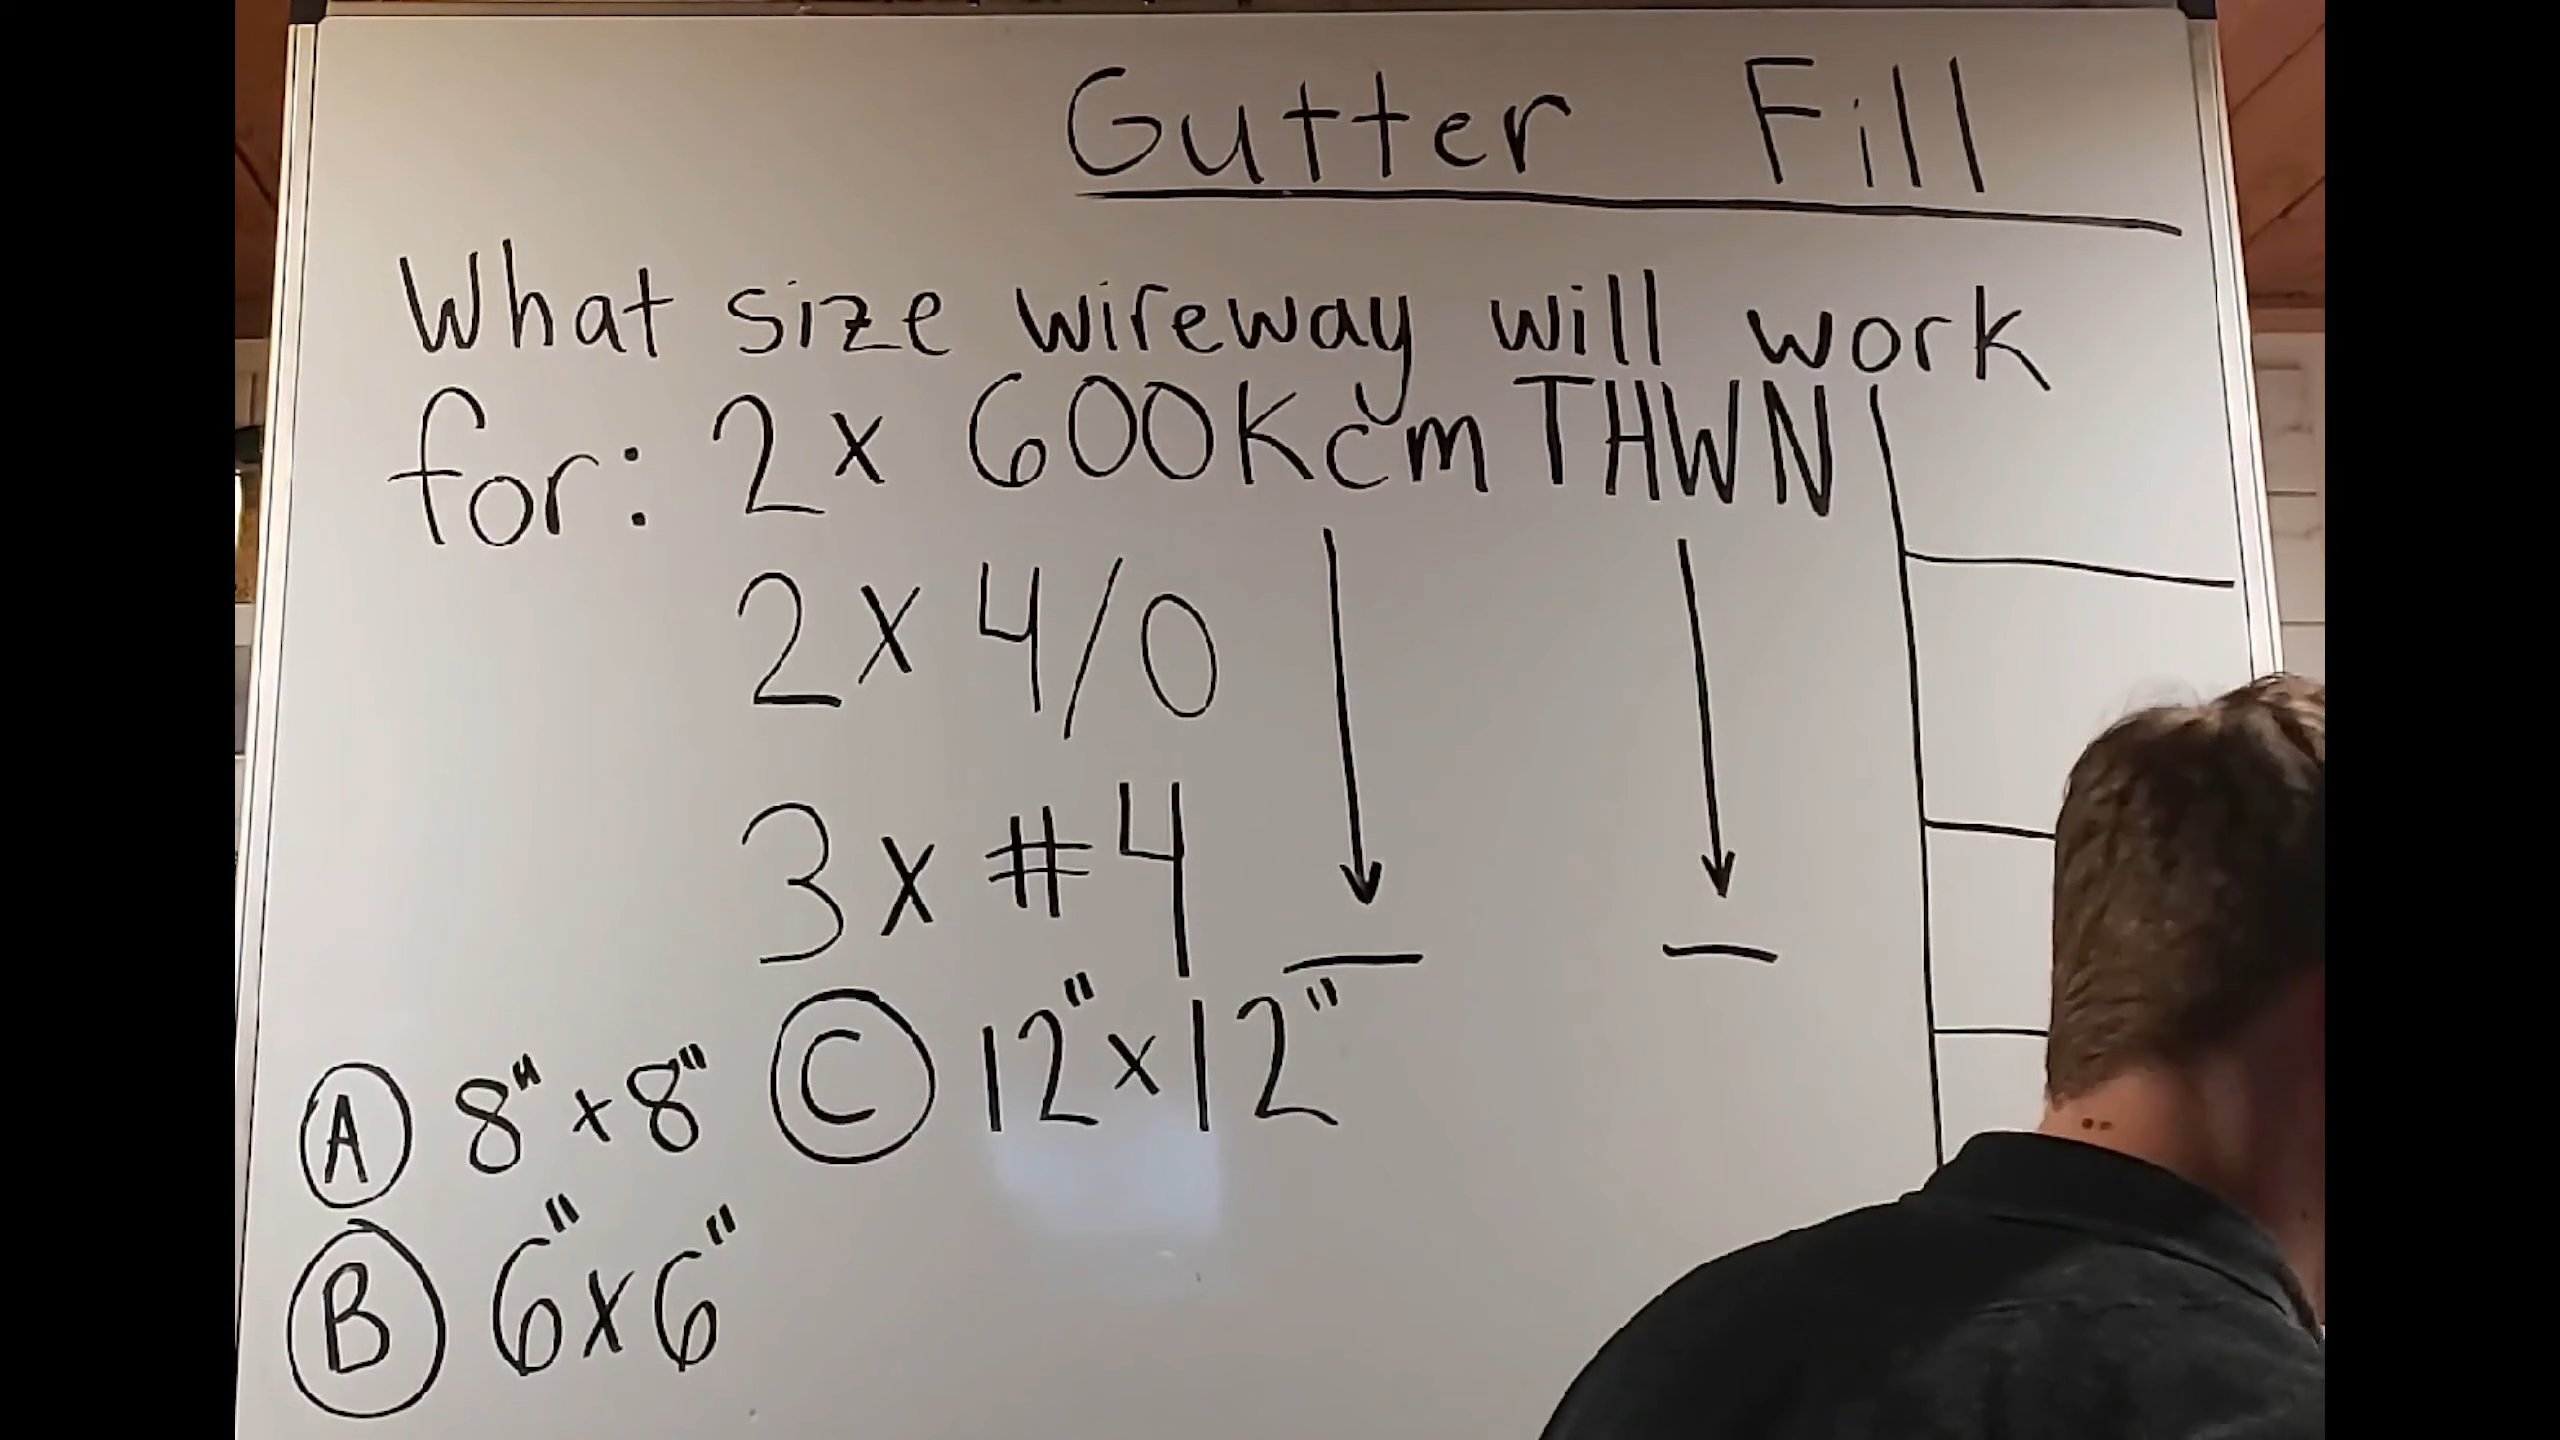 Gutter Fill
What size wireway will work
for: 2 x 600Kcm THWN
2 x 4/0
3 x #4
A 8" x 8" C 12" x 12"
B 6" x 6"